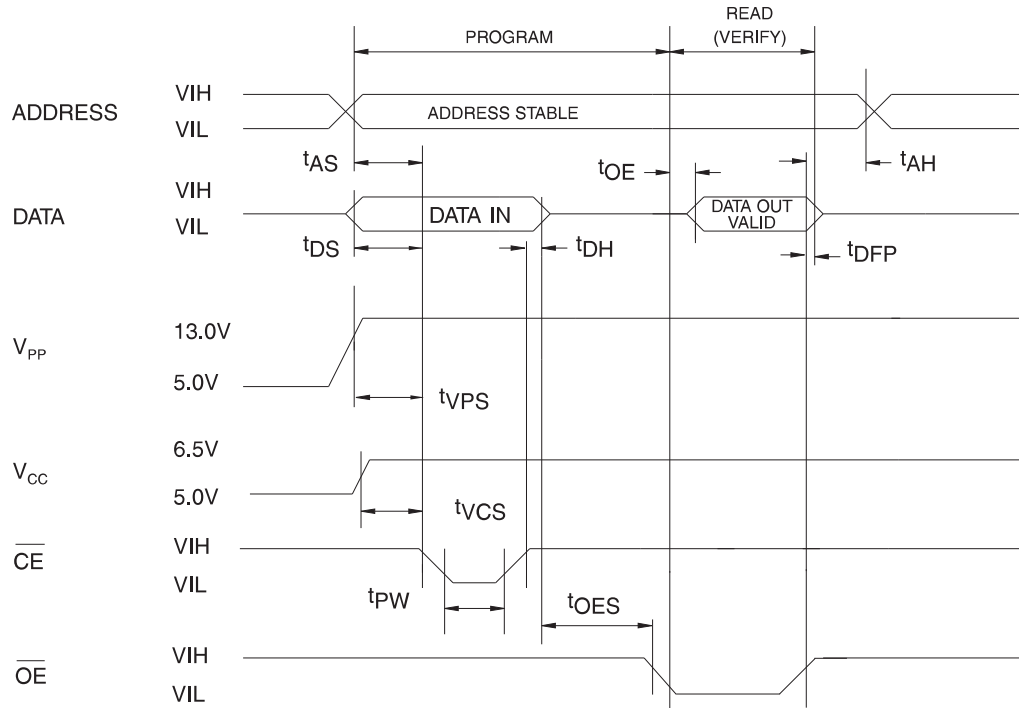 READ
PROGRAM (VERIFY)
ADDRESS VIH
VIL ADDRESS STABLE
tAS tOE tAH
DATA VIH
VIL DATA IN DATA OUT
VALID
tDS tDH tDFP
VPP 13.0V
5.0V
tVPS
VCC 6.5V
5.0V
tVCS
C̅E̅ VIH
VIL
tPW tOES
O̅E̅ VIH
VIL